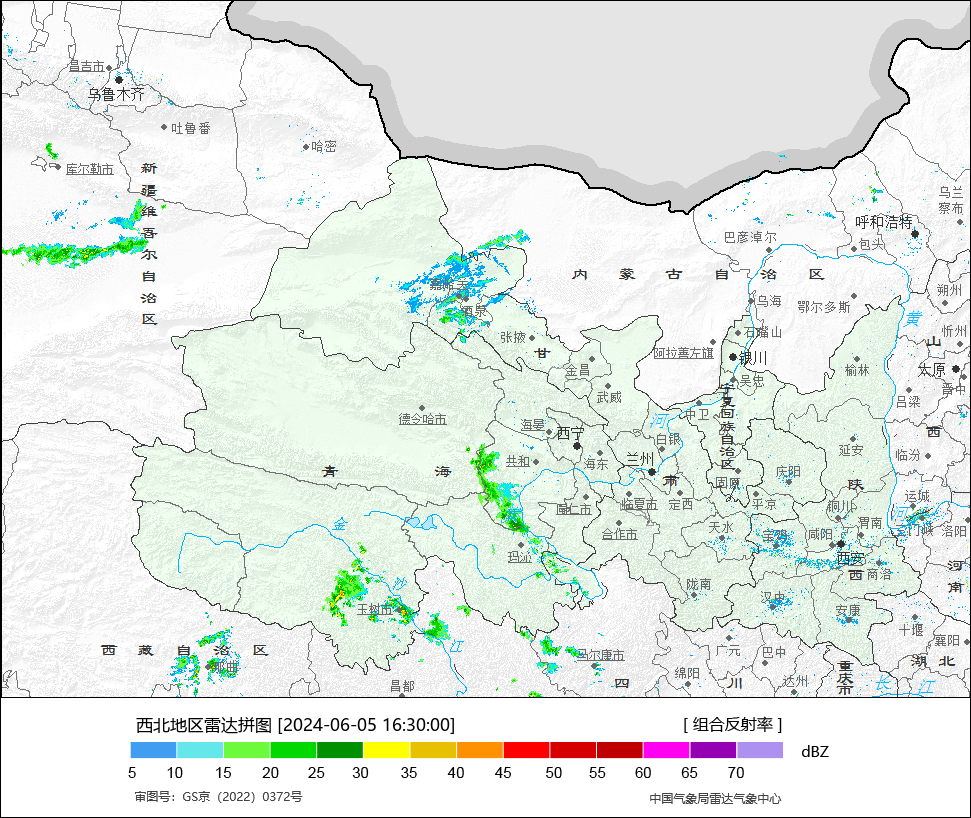 昌吉市
乌鲁木齐
吐鲁番
哈密
库尔勒市
新疆维吾尔自治区
乌兰察布
呼和浩特
巴彦淖尔
包头
内蒙古自治区
朔州
乌海
鄂尔多斯
酒泉
黄
忻州
张掖
甘
石嘴山
山
阿拉善左旗
银川
金昌
太原
吴忠
榆林
晋中
武威
宁夏回族自治区
吕梁
德令哈市
中卫
海晏
西宁
河
白银
延安
西
共和
海东
兰州
临汾
青海
肃
固原
庆阳
陕
同仁市
临夏市
定西
平凉
铜川
运城
金
合作市
天水
宝鸡
咸阳
渭南
三门峡
洛阳
玛沁
西安
西
商洛
河南
陇南
玉树市
汉中
安康
十堰
江
西藏自治区
那曲
马尔康市
广元
巴中
襄阳
湖北
昌都
四川
绵阳
达州
重庆市
长江
西北地区雷达拼图 [2024-06-05 16:30:00]
[ 组合反射率 ]
dBZ
5 10 15 20 25 30 35 40 45 50 55 60 65 70
审图号：GS京（2022）0372号
中国气象局雷达气象中心